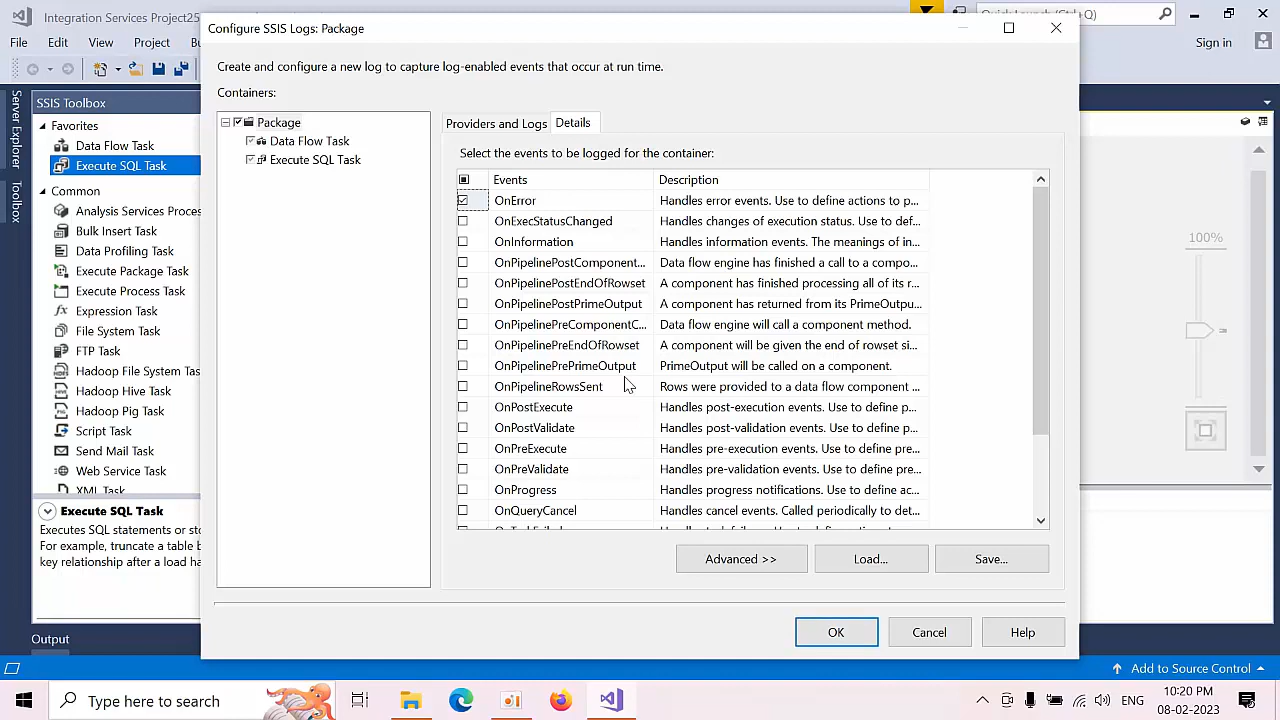 Integration Services Project25
Quick Launch (Ctrl+Q)
File Edit View Project
Sign in
Server Explorer
Toolbox
SSIS Toolbox
Favorites
Data Flow Task
Execute SQL Task
Common
Analysis Services Proce
Bulk Insert Task
Data Profiling Task
Execute Package Task
Execute Process Task
Expression Task
File System Task
FTP Task
Hadoop File System Ta
Hadoop Hive Task
Hadoop Pig Task
Script Task
Send Mail Task
Web Service Task
XML Task
Execute SQL Task
Executes SQL statements or sto
For example, truncate a table b
key relationship after a load ha
Output
Configure SSIS Logs: Package
Create and configure a new log to capture log-enabled events that occur at run time.
Containers:
Package
Data Flow Task
Execute SQL Task
Providers and Logs Details
Select the events to be logged for the container:
Events Description
OnError Handles error events. Use to define actions to p...
OnExecStatusChanged Handles changes of execution status. Use to def...
OnInformation Handles information events. The meanings of in...
OnPipelinePostComponent... Data flow engine has finished a call to a compo...
OnPipelinePostEndOfRowset A component has finished processing all of its r...
OnPipelinePostPrimeOutput A component has returned from its PrimeOutpu...
OnPipelinePreComponentC... Data flow engine will call a component method.
OnPipelinePreEndOfRowset A component will be given the end of rowset si...
OnPipelinePrePrimeOutput PrimeOutput will be called on a component.
OnPipelineRowsSent Rows were provided to a data flow component ...
OnPostExecute Handles post-execution events. Use to define p...
OnPostValidate Handles post-validation events. Use to define p...
OnPreExecute Handles pre-execution events. Use to define pre...
OnPreValidate Handles pre-validation events. Use to define pre...
OnProgress Handles progress notifications. Use to define ac...
OnQueryCancel Handles cancel events. Called periodically to det...
Advanced >> Load... Save...
OK Cancel Help
100%
Add to Source Control
Type here to search
ENG
10:20 PM
08-02-2023